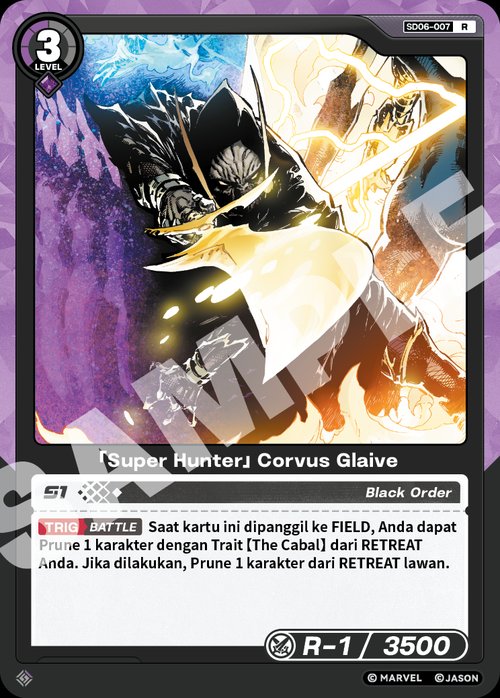 SD06-007 R
3
LEVEL
SAMPLE
「Super Hunter」 Corvus Glaive
S1
Black Order
TRIG BATTLE Saat kartu ini dipanggil ke FIELD, Anda dapat
Prune 1 karakter dengan Trait【The Cabal】dari RETREAT
Anda. Jika dilakukan, Prune 1 karakter dari RETREAT lawan.
R-1 / 3500
© MARVEL ©JASON